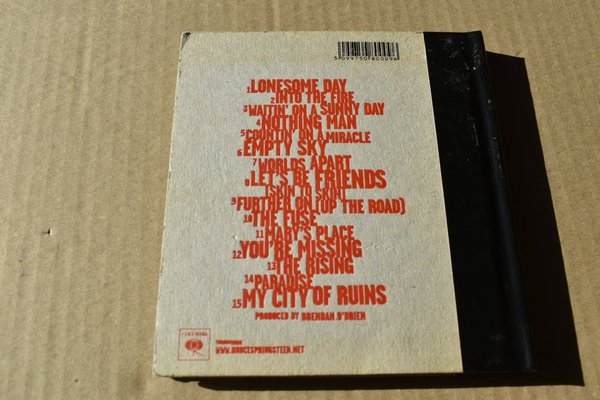 5099750800096
1 LONESOME DAY
2 INTO THE FIRE
3 WAITIN' ON A SUNNY DAY
4 NOTHING MAN
5 COUNTIN' ON A MIRACLE
6 EMPTY SKY
7 WORLDS APART
8 LET'S BE FRIENDS
(SKIN TO SKIN)
9 FURTHER ON (UP THE ROAD)
10 THE FUSE
11 MARY'S PLACE
12 YOU'RE MISSING
13 THE RISING
14 PARADISE
15 MY CITY OF RUINS
PRODUCED BY BRENDAN O'BRIEN
COLUMBIA
WWW.BRUCESPRINGSTEEN.NET